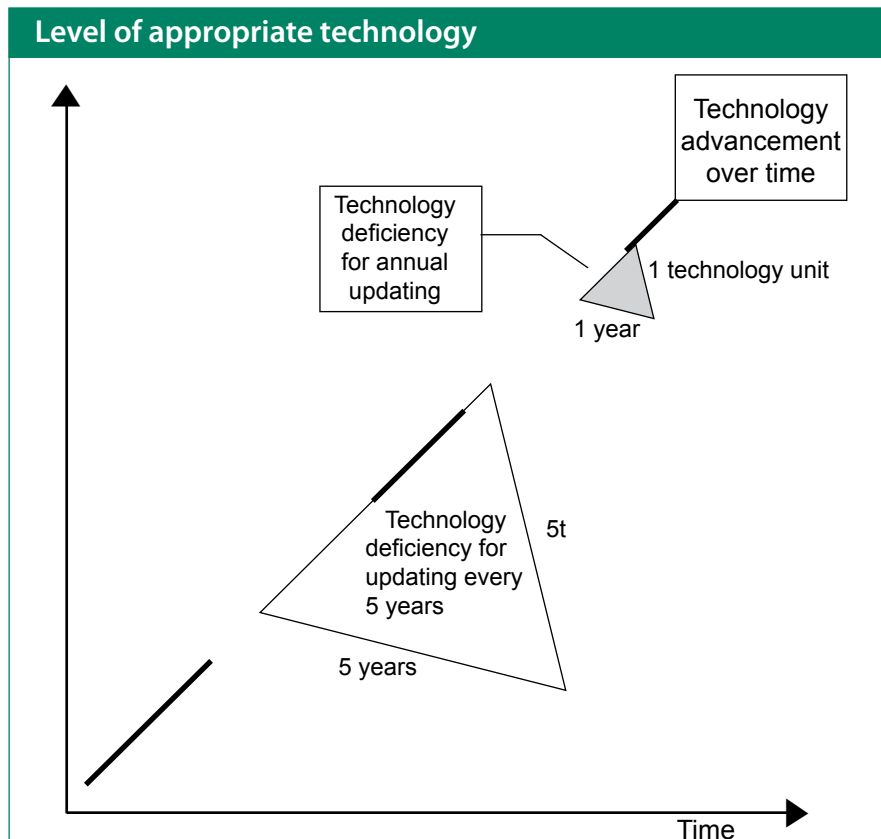 Level of appropriate technology
Technology
advancement
over time
Technology
deficiency
for annual
updating
1 technology unit
1 year
Technology
deficiency for
updating every
5 years
5t
5 years
Time